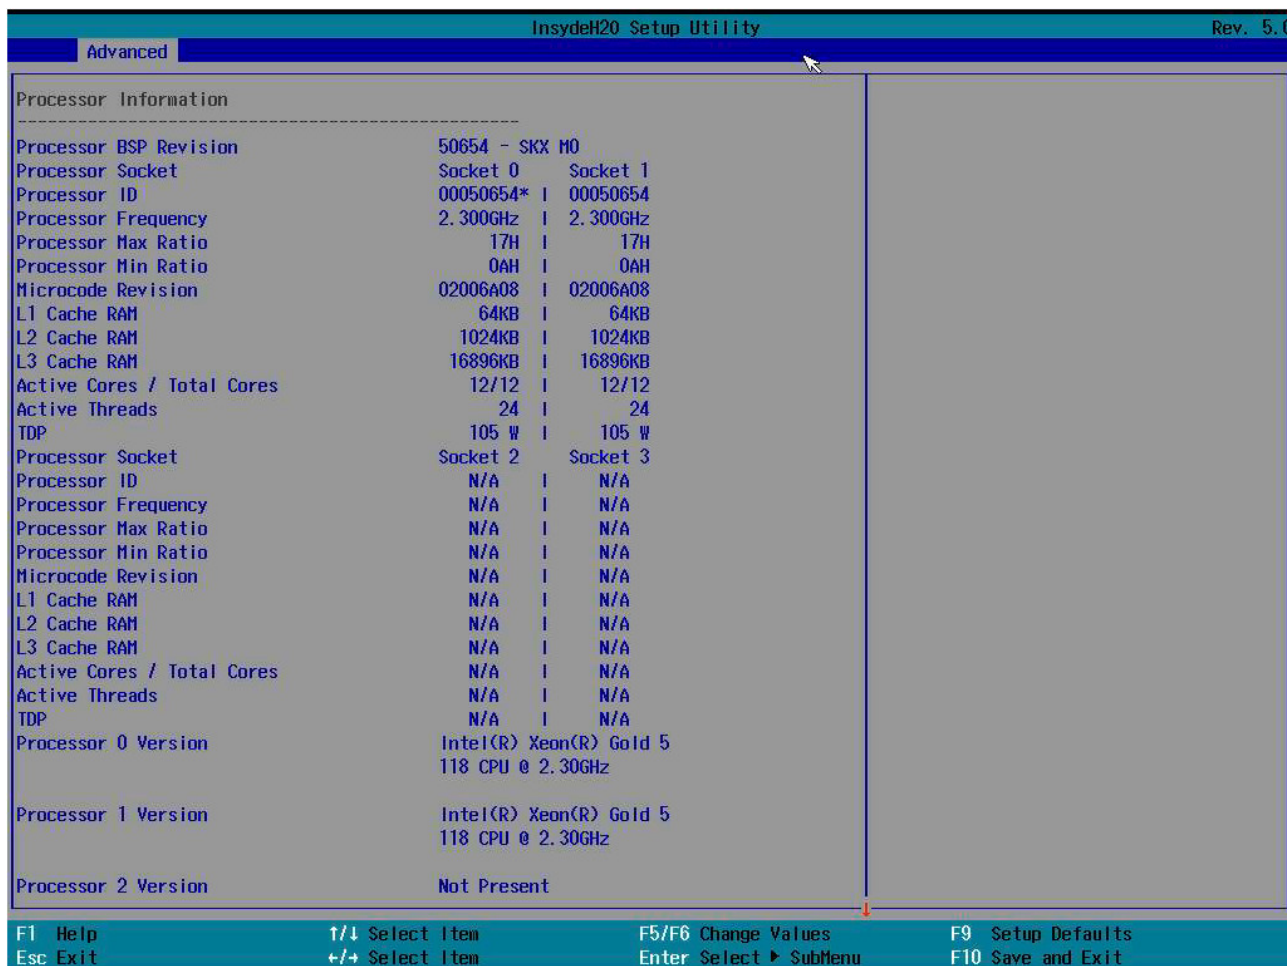 InsydeH20 Setup Utility Rev. 5.0
Advanced
Processor Information
--------------------------------------------------
Processor BSP Revision 50654 - SKX M0
Processor Socket Socket 0 Socket 1
Processor ID 00050654* | 00050654
Processor Frequency 2.300GHz | 2.300GHz
Processor Max Ratio 17H | 17H
Processor Min Ratio 0AH | 0AH
Microcode Revision 02006A08 | 02006A08
L1 Cache RAM 64KB | 64KB
L2 Cache RAM 1024KB | 1024KB
L3 Cache RAM 16896KB | 16896KB
Active Cores / Total Cores 12/12 | 12/12
Active Threads 24 | 24
TDP 105 W | 105 W
Processor Socket Socket 2 Socket 3
Processor ID N/A | N/A
Processor Frequency N/A | N/A
Processor Max Ratio N/A | N/A
Processor Min Ratio N/A | N/A
Microcode Revision N/A | N/A
L1 Cache RAM N/A | N/A
L2 Cache RAM N/A | N/A
L3 Cache RAM N/A | N/A
Active Cores / Total Cores N/A | N/A
Active Threads N/A | N/A
TDP N/A | N/A
Processor 0 Version Intel(R) Xeon(R) Gold 5
118 CPU @ 2.30GHz
Processor 1 Version Intel(R) Xeon(R) Gold 5
118 CPU @ 2.30GHz
Processor 2 Version Not Present
F1 Help ↑/↓ Select Item F5/F6 Change Values F9 Setup Defaults
Esc Exit ←/→ Select Item Enter Select ▶ SubMenu F10 Save and Exit